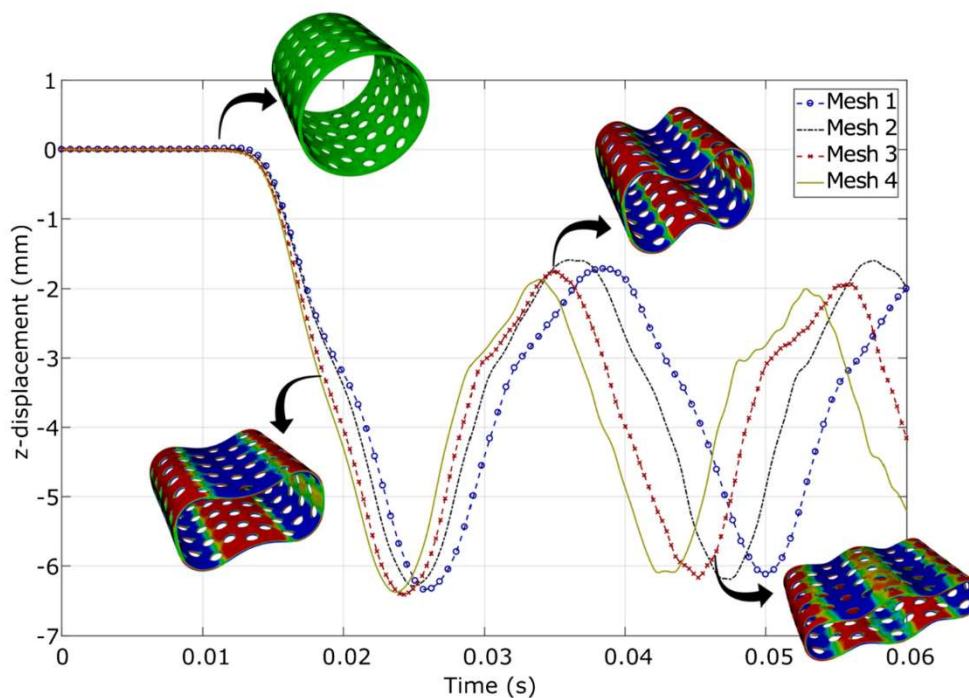 1
0
-1
-2
-3
-4
-5
-6
-7
z-displacement (mm)
Mesh 1
Mesh 2
Mesh 3
Mesh 4
0 0.01 0.02 0.03 0.04 0.05 0.06
Time (s)